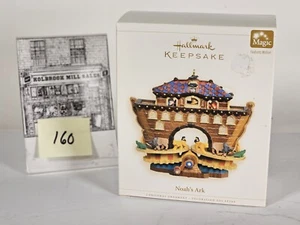 HOLBROOK MILL SALES
160
Hallmark
KEEPSAKE
Magic
Noah's Ark